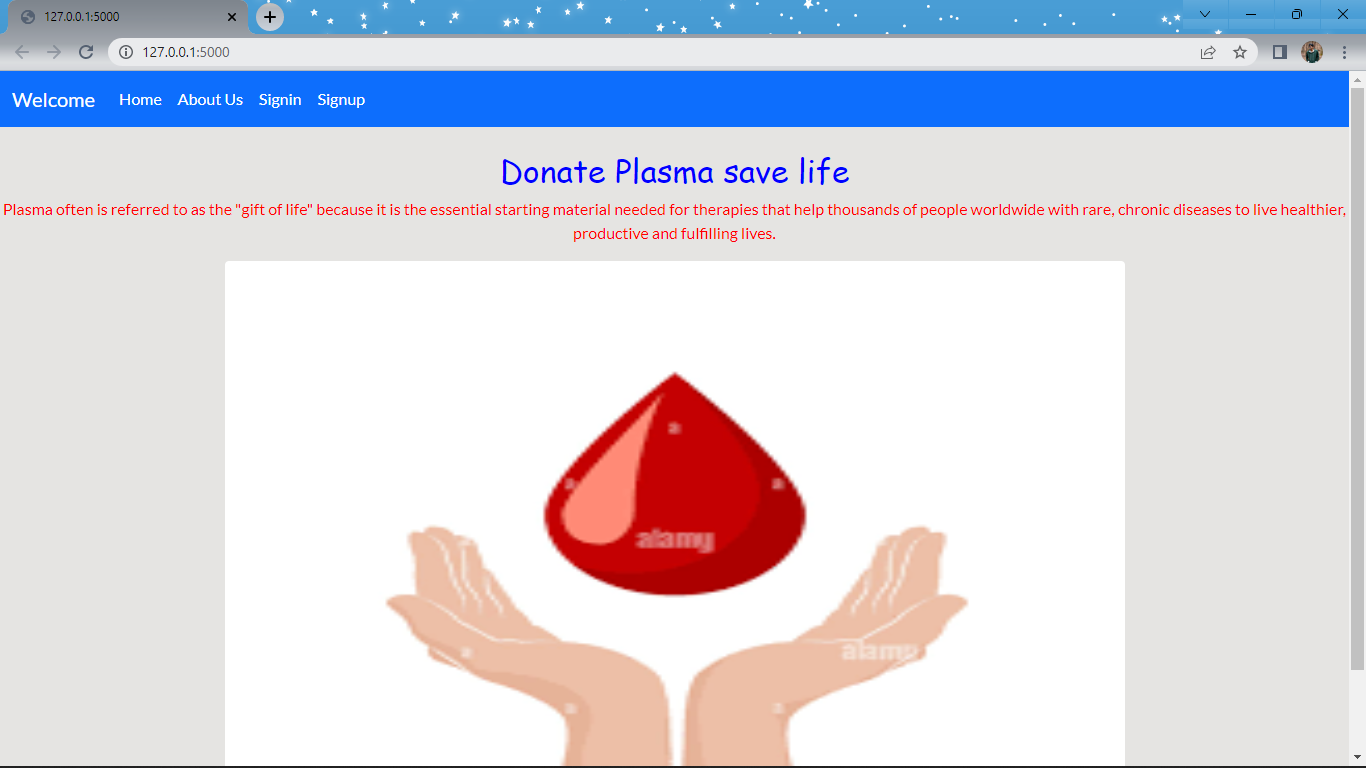 127.0.0.1:5000
127.0.0.1:5000
Welcome Home About Us Signin Signup
Donate Plasma save life
Plasma often is referred to as the "gift of life" because it is the essential starting material needed for therapies that help thousands of people worldwide with rare, chronic diseases to live healthier,
productive and fulfilling lives.
a
a
a
alamy
alamy
a
a
a